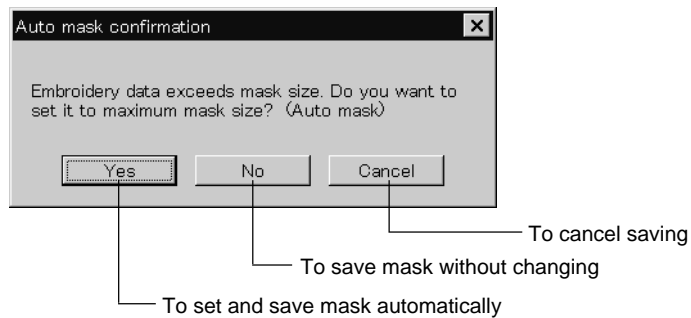 Auto mask confirmation
Embroidery data exceeds mask size. Do you want to
set it to maximum mask size? (Auto mask)
Yes No Cancel
To cancel saving
To save mask without changing
To set and save mask automatically